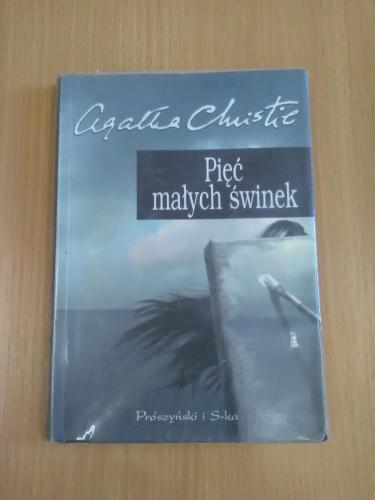 Agatha Christie
Pięć
małych świnek
Prószyński i S-ka